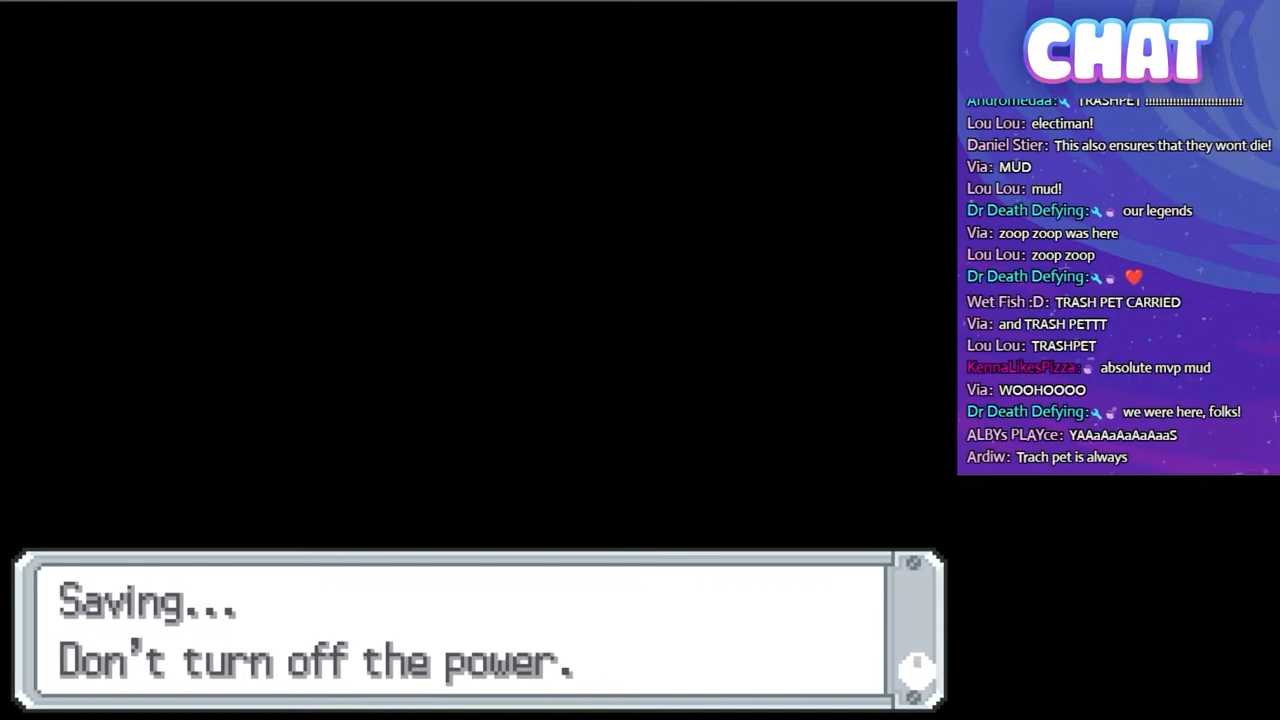 CHAT
Andromedaa: TRASHPET !!!!!!!!!!!!!!!!!!!!!!!!!!!!
Lou Lou: electiman!
Daniel Stier: This also ensures that they wont die!
Via: MUD
Lou Lou: mud!
Dr Death Defying: our legends
Via: zoop zoop was here
Lou Lou: zoop zoop
Dr Death Defying: ❤️
Wet Fish :D: TRASH PET CARRIED
Via: and TRASH PETTT
Lou Lou: TRASHPET
KennaLikesPizza: absolute mvp mud
Via: WOOHOOOO
Dr Death Defying: we were here, folks!
ALBYs PLAYce: YAAaAaAaAaAaaS
Ardiw: Trach pet is always
Saving...
Don't turn off the power.